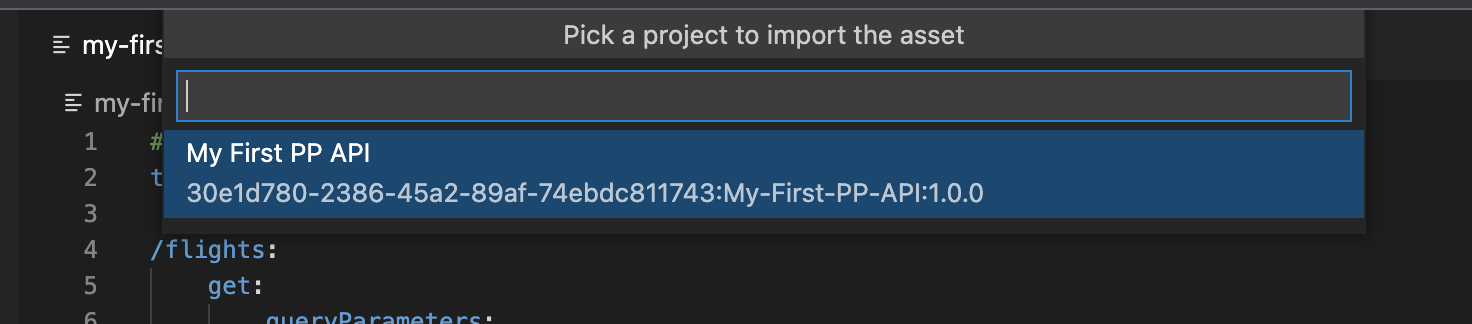 Pick a project to import the asset
my-firs
my-fir
My First PP API
30e1d780-2386-45a2-89af-74ebdc811743:My-First-PP-API:1.0.0
1 #
2 t
3
4 /flights:
5 get:
6 queryParameters: